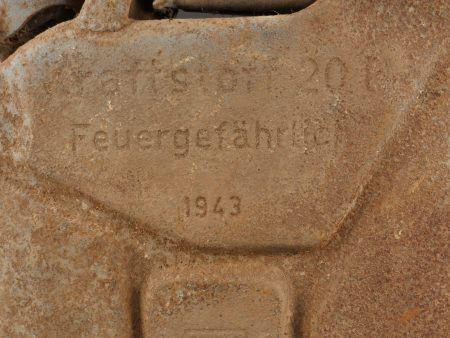 Kraftstoff 20 l
Feuergefährlich
1943